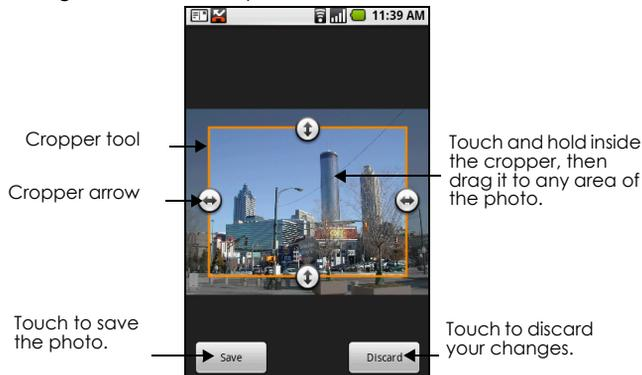 11:39 AM
Cropper tool
Cropper arrow
Touch and hold inside
the cropper, then
drag it to any area of
the photo.
Touch to save
the photo.
Save
Discard
Touch to discard
your changes.